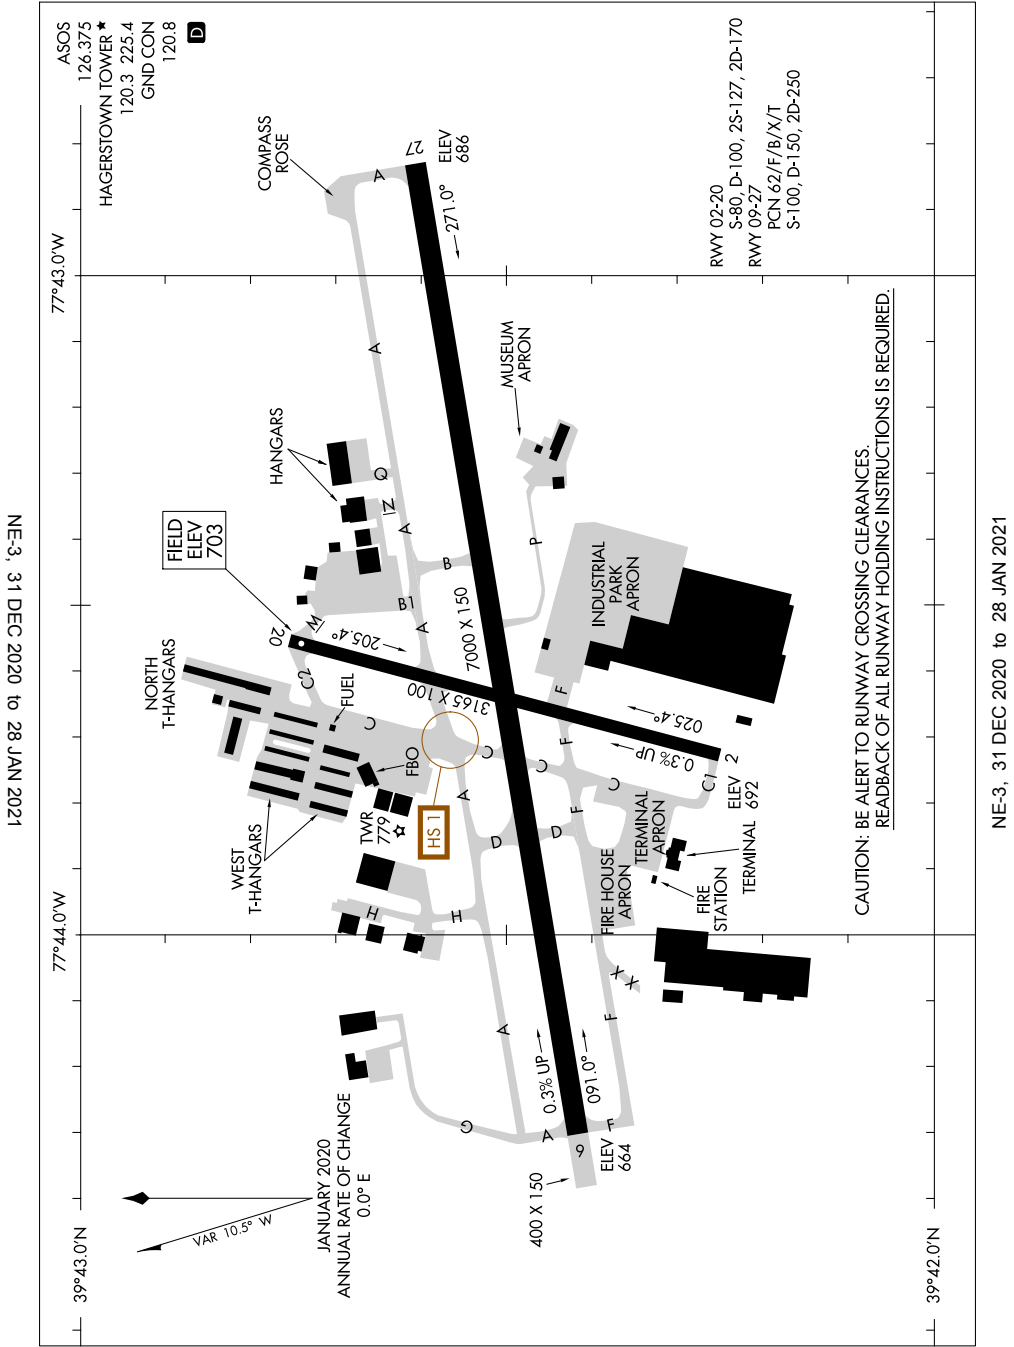 ASOS
126.375
HAGERSTOWN TOWER ★
120.3 225.4
GND CON
120.8
D
RWY 02-20
S-80, D-100, 2S-127, 2D-170
RWY 09-27
PCN 62/F/B/X/T
S-100, D-150, 2D-250
CAUTION: BE ALERT TO RUNWAY CROSSING CLEARANCES.
READBACK OF ALL RUNWAY HOLDING INSTRUCTIONS IS REQUIRED.
77°43.0'W
77°44.0'W
39°43.0'N
39°42.0'N
COMPASS
ROSE
A
27
ELEV
686
271.0°
A
MUSEUM
APRON
HANGARS
Q
N
A
P
B
B1
A
FIELD
ELEV
703
20
M
205.4°
7000 X 150
INDUSTRIAL
PARK
APRON
NORTH
T-HANGARS
C2
FUEL
C
3165 X 100
F
025.4°
0.3% UP
2
ELEV
692
C1
C
C
C
F
F
FBO
HS 1
A
TWR
779
WEST
T-HANGARS
D
D
TERMINAL
APRON
TERMINAL
FIRE HOUSE
APRON
FIRE
STATION
H
H
X
X
F
A
G
0.3% UP
091.0°
A
F
9
ELEV
664
400 X 150
JANUARY 2020
ANNUAL RATE OF CHANGE
0.0° E
VAR 10.5° W
NE-3, 31 DEC 2020 to 28 JAN 2021
NE-3, 31 DEC 2020 to 28 JAN 2021